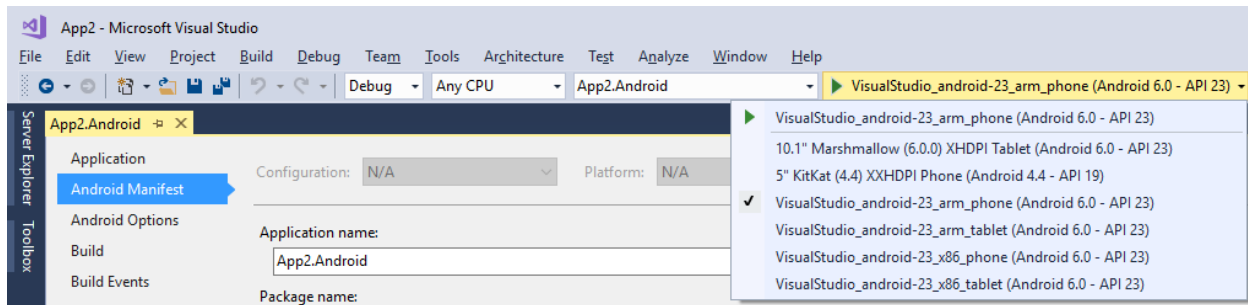 App2 - Microsoft Visual Studio
File Edit View Project Build Debug Team Tools Architecture Test Analyze Window Help
Debug Any CPU App2.Android VisualStudio_android-23_arm_phone (Android 6.0 - API 23)
Server Explorer
Toolbox
App2.Android
Application
Android Manifest
Android Options
Build
Build Events
Configuration: N/A Platform: N/A
Application name:
App2.Android
Package name:
VisualStudio_android-23_arm_phone (Android 6.0 - API 23)
10.1" Marshmallow (6.0.0) XHDPI Tablet (Android 6.0 - API 23)
5" KitKat (4.4) XXHDPI Phone (Android 4.4 - API 19)
VisualStudio_android-23_arm_phone (Android 6.0 - API 23)
VisualStudio_android-23_arm_tablet (Android 6.0 - API 23)
VisualStudio_android-23_x86_phone (Android 6.0 - API 23)
VisualStudio_android-23_x86_tablet (Android 6.0 - API 23)